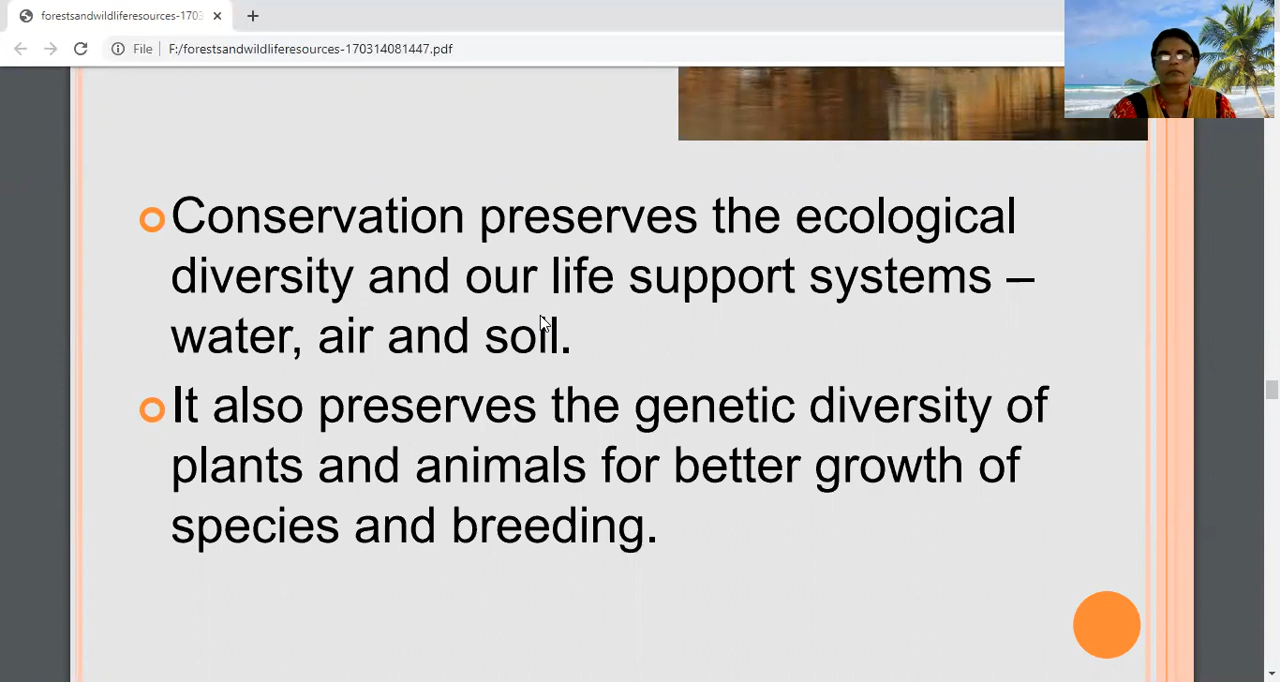 forestsandwildliferesources-1703
File
F:/forestsandwildliferesources-170314081447.pdf
Conservation preserves the ecological
diversity and our life support systems –
water, air and soil.
It also preserves the genetic diversity of
plants and animals for better growth of
species and breeding.